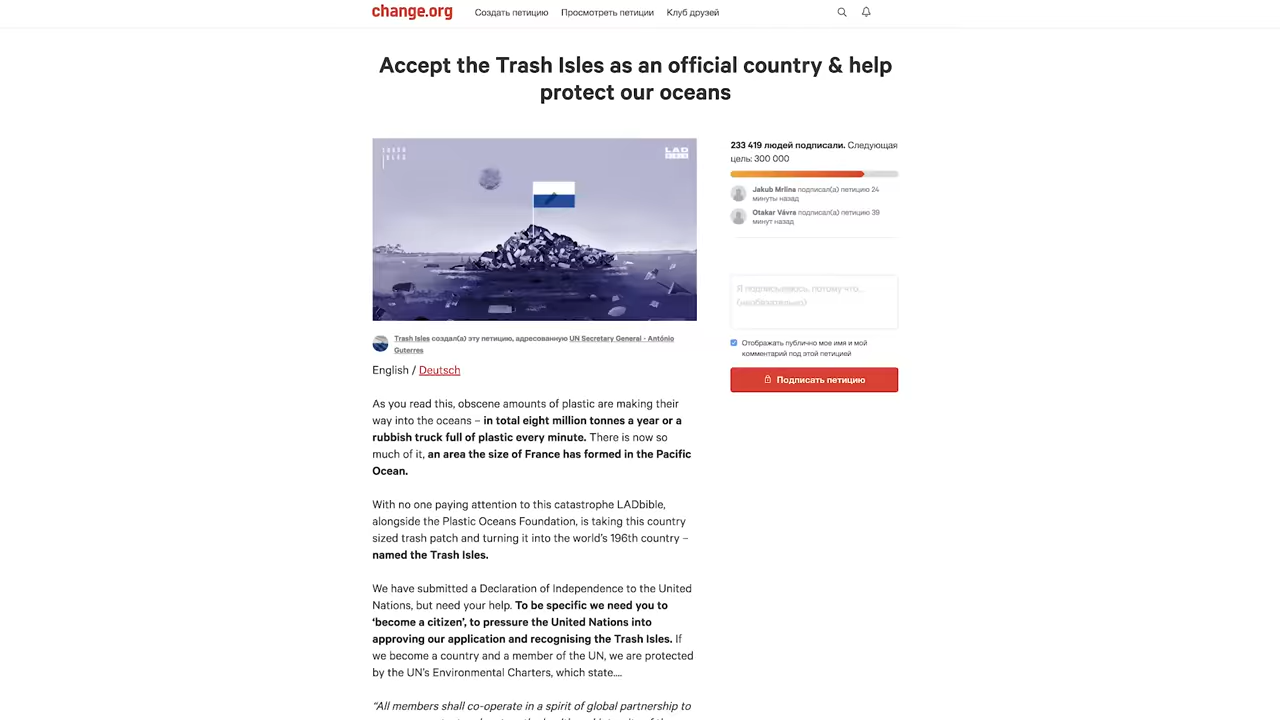 change.org
Создать петицию Просмотреть петиции Клуб друзей
Accept the Trash Isles as an official country & help
protect our oceans
TRASH
ISLES
LAD
BIBLE
Trash Isles создал(а) эту петицию, адресованную UN Secretary General - António
Guterres
English / Deutsch
As you read this, obscene amounts of plastic are making their
way into the oceans – in total eight million tonnes a year or a
rubbish truck full of plastic every minute. There is now so
much of it, an area the size of France has formed in the Pacific
Ocean.
With no one paying attention to this catastrophe LADbible,
alongside the Plastic Oceans Foundation, is taking this country
sized trash patch and turning it into the world's 196th country –
named the Trash Isles.
We have submitted a Declaration of Independence to the United
Nations, but need your help. To be specific we need you to
‘become a citizen’, to pressure the United Nations into
approving our application and recognising the Trash Isles. If
we become a country and a member of the UN, we are protected
by the UN's Environmental Charters, which state....
“All members shall co-operate in a spirit of global partnership to
233 419 людей подписали. Следующая
цель: 300 000
Jakub Mrlina подписал(а) петицию 24
минуты назад
Otakar Vávra подписал(а) петицию 39
минут назад
Я подписываюсь, потому что...
(необязательно)
Отображать публично мое имя и мой
комментарий под этой петицией
Подписать петицию